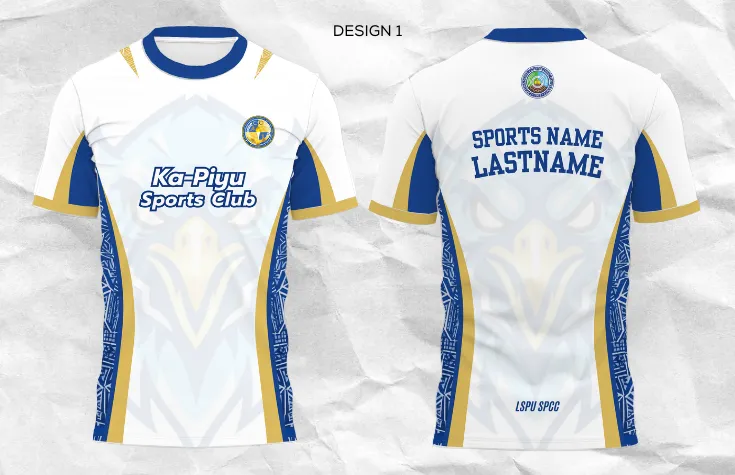 DESIGN 1
Ka-Piyu
Sports Club
SPORTS NAME
LASTNAME
LSPU SPCC